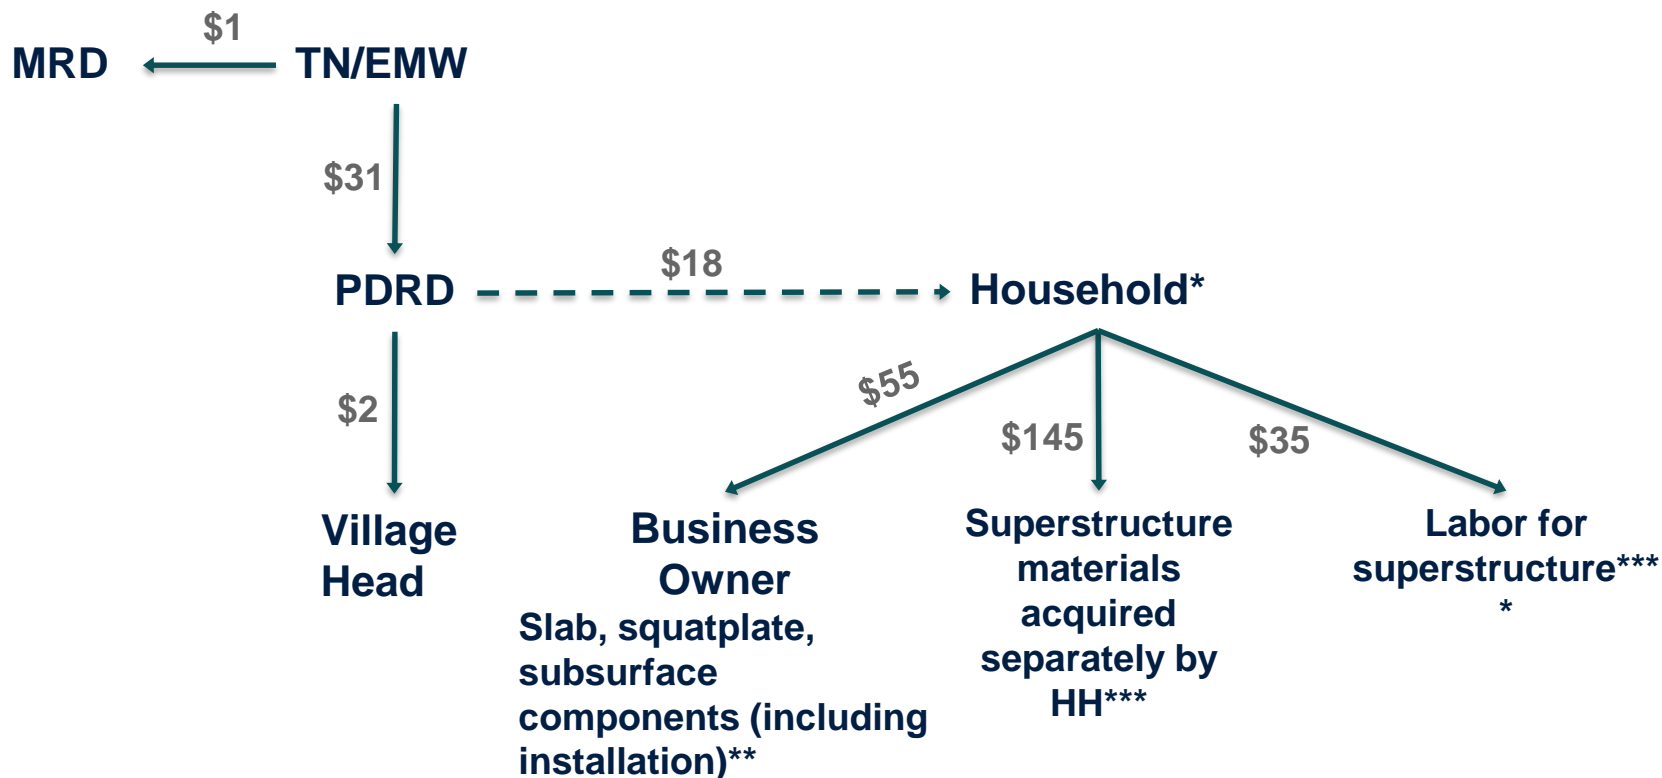 $1
MRD
TN/EMW
$31
$18
PDRD
Household*
$2
$55
$145
$35
Village
Head
Business
Owner
Slab, squatplate,
subsurface
components (including
installation)**
Superstructure
materials
acquired
separately by
HH***
Labor for
superstructure***
*